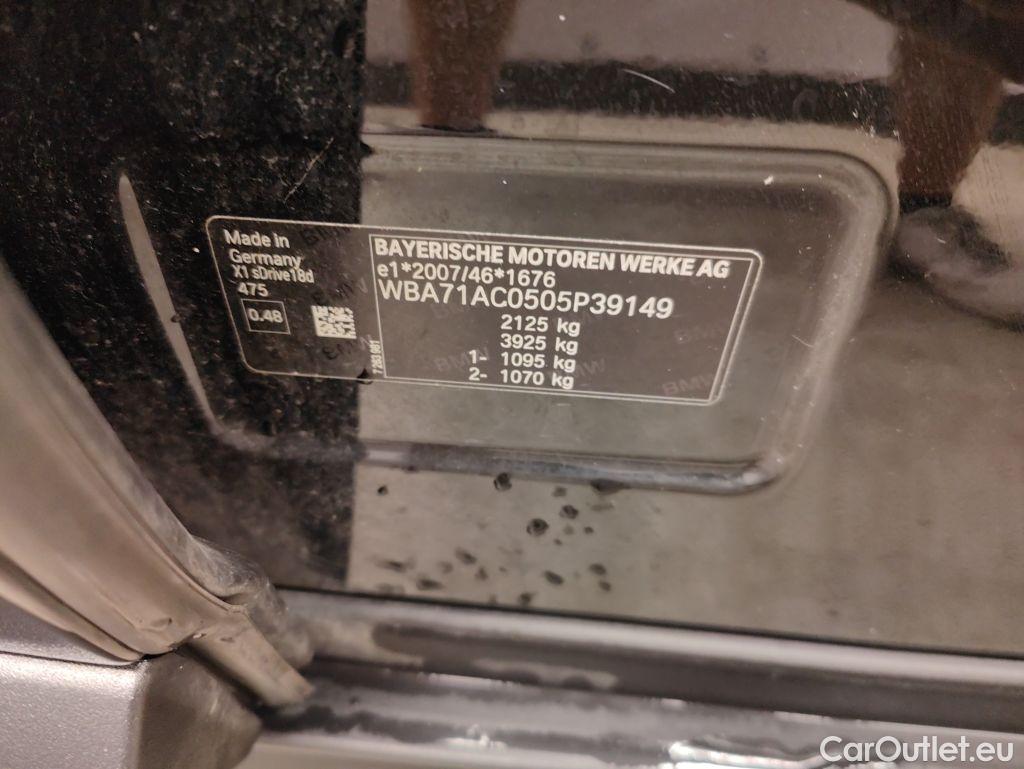 Made in
Germany
X1 sDrive18d
475
0.48
BAYERISCHE MOTOREN WERKE AG
e1*2007/46*1676
WBA71AC0505P39149
2125 kg
3925 kg
1- 1095 kg
2- 1070 kg
BMW
CarOutlet.eu